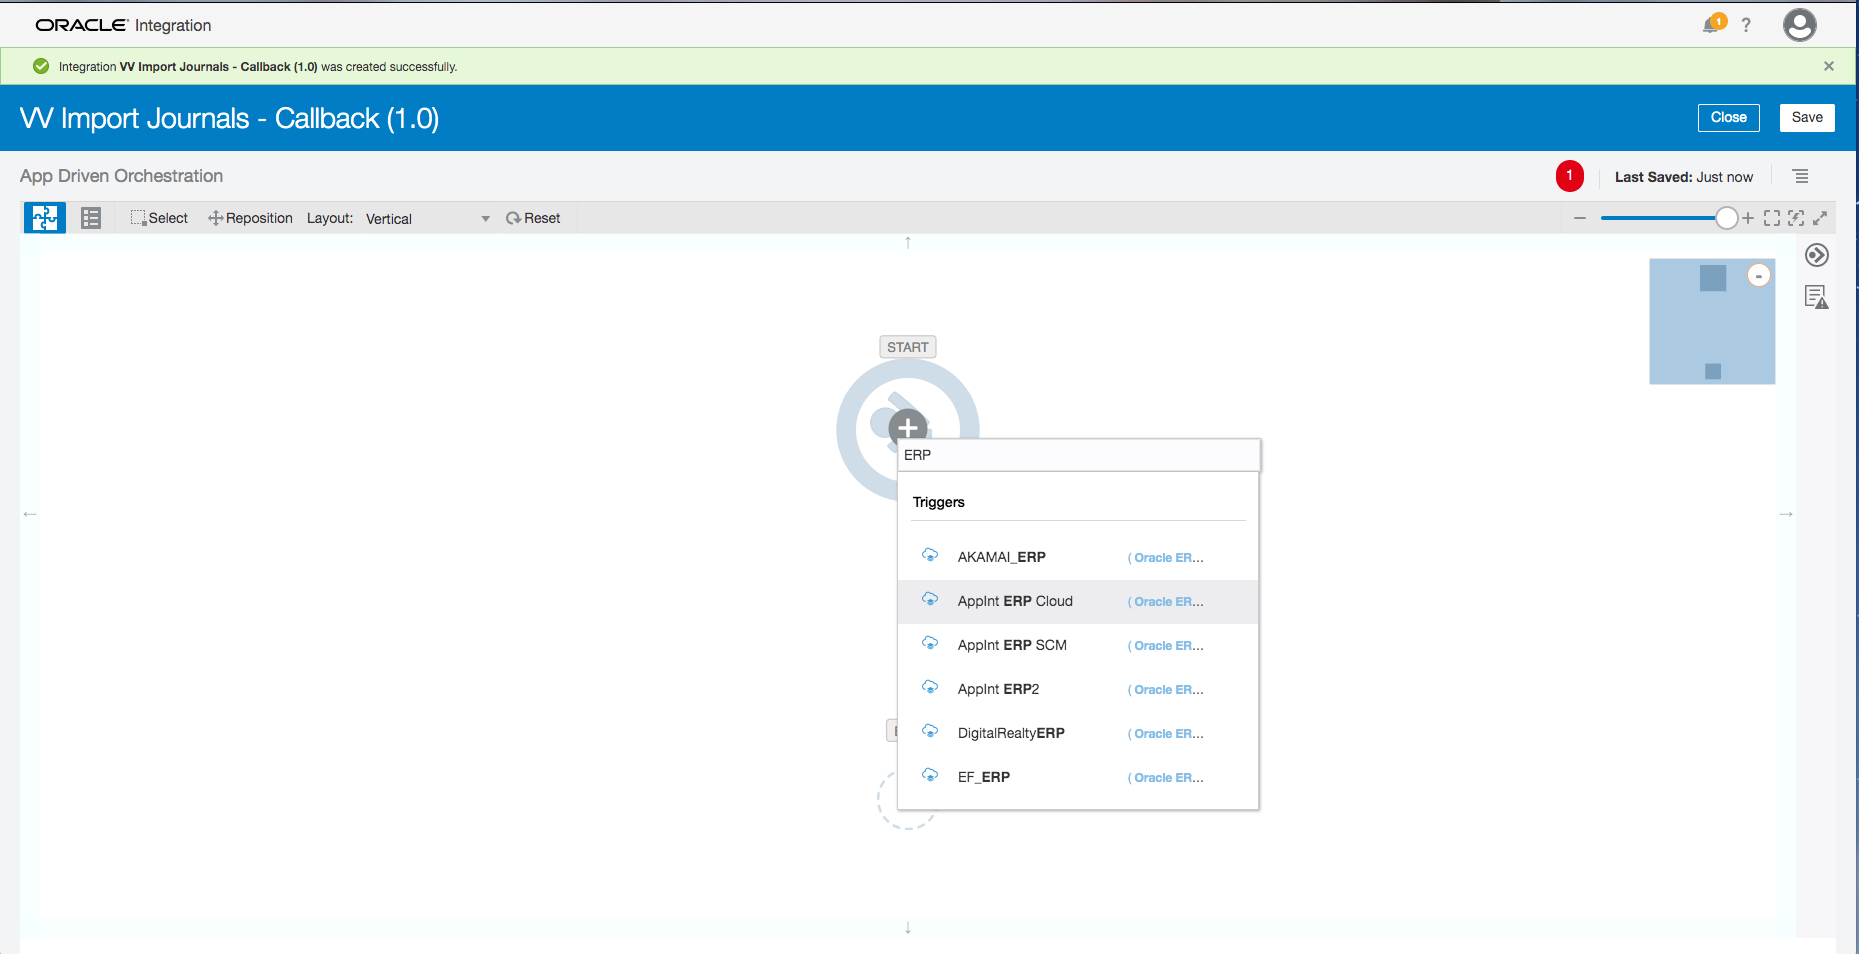 ORACLE Integration
1
?
Integration VV Import Journals - Callback (1.0) was created successfully.
VV Import Journals - Callback (1.0)
Close
Save
App Driven Orchestration
1
Last Saved: Just now
Select
Reposition
Layout: Vertical
Reset
START
ERP
Triggers
AKAMAI_ERP ( Oracle ER...
AppInt ERP Cloud ( Oracle ER...
AppInt ERP SCM ( Oracle ER...
AppInt ERP2 ( Oracle ER...
DigitalRealtyERP ( Oracle ER...
EF_ERP ( Oracle ER...